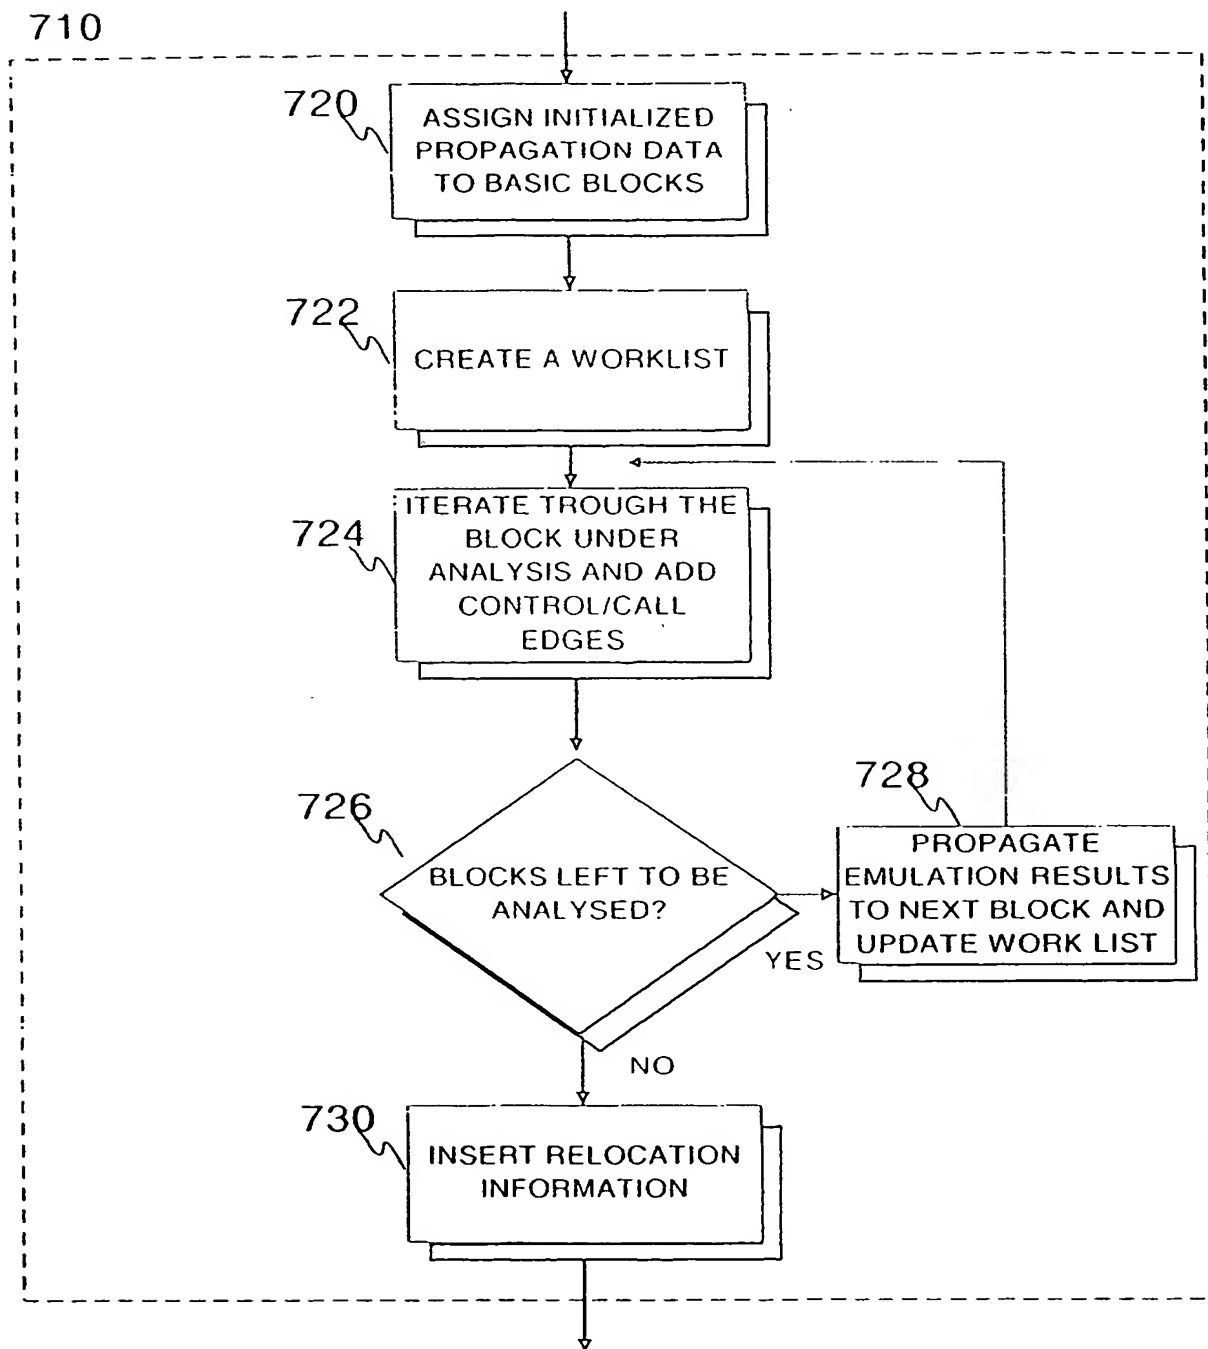 710
720
ASSIGN INITIALIZED
PROPAGATION DATA
TO BASIC BLOCKS
722
CREATE A WORKLIST
724
ITERATE TROUGH THE
BLOCK UNDER
ANALYSIS AND ADD
CONTROL/CALL
EDGES
726
BLOCKS LEFT TO BE
ANALYSED?
YES
728
PROPAGATE
EMULATION RESULTS
TO NEXT BLOCK AND
UPDATE WORK LIST
NO
730
INSERT RELOCATION
INFORMATION